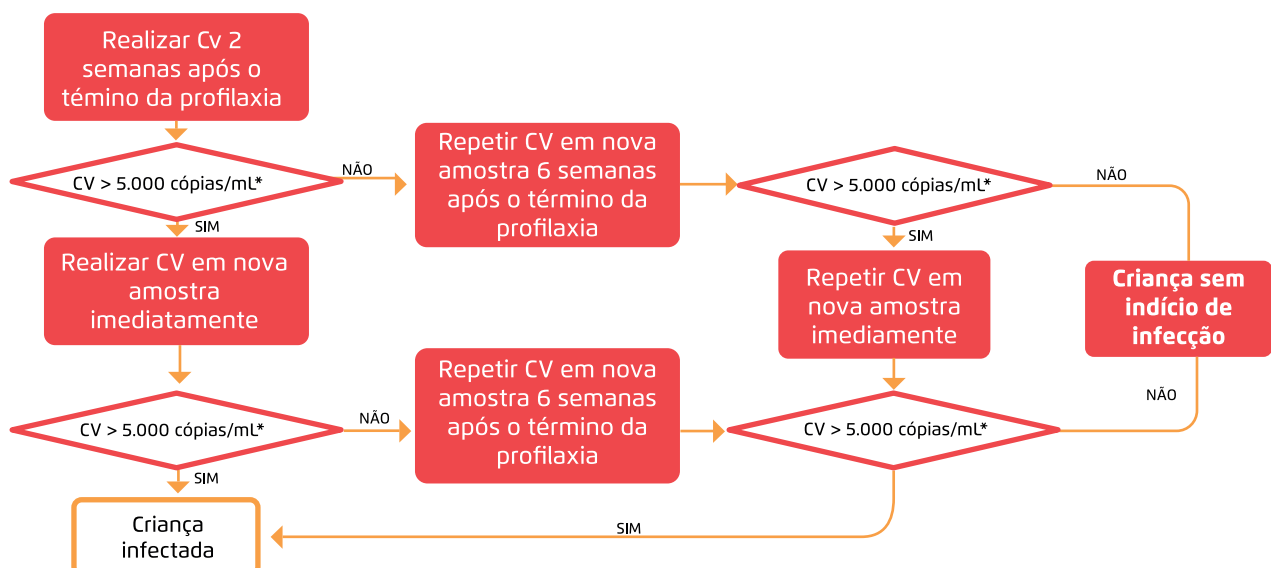 Realizar Cv 2
semanas após o
témino da profilaxia
CV > 5.000 cópias/mL*
NÃO
Repetir CV em nova
amostra 6 semanas
após o término da
profilaxia
CV > 5.000 cópias/mL*
NÃO
SIM
SIM
Realizar CV em nova
amostra
imediatamente
Repetir CV em
nova amostra
imediamente
Criança sem
indício de
infecção
CV > 5.000 cópias/mL*
NÃO
Repetir CV em nova
amostra 6 semanas
após o término da
profilaxia
CV > 5.000 cópias/mL*
NÃO
SIM
Criança
infectada
SIM